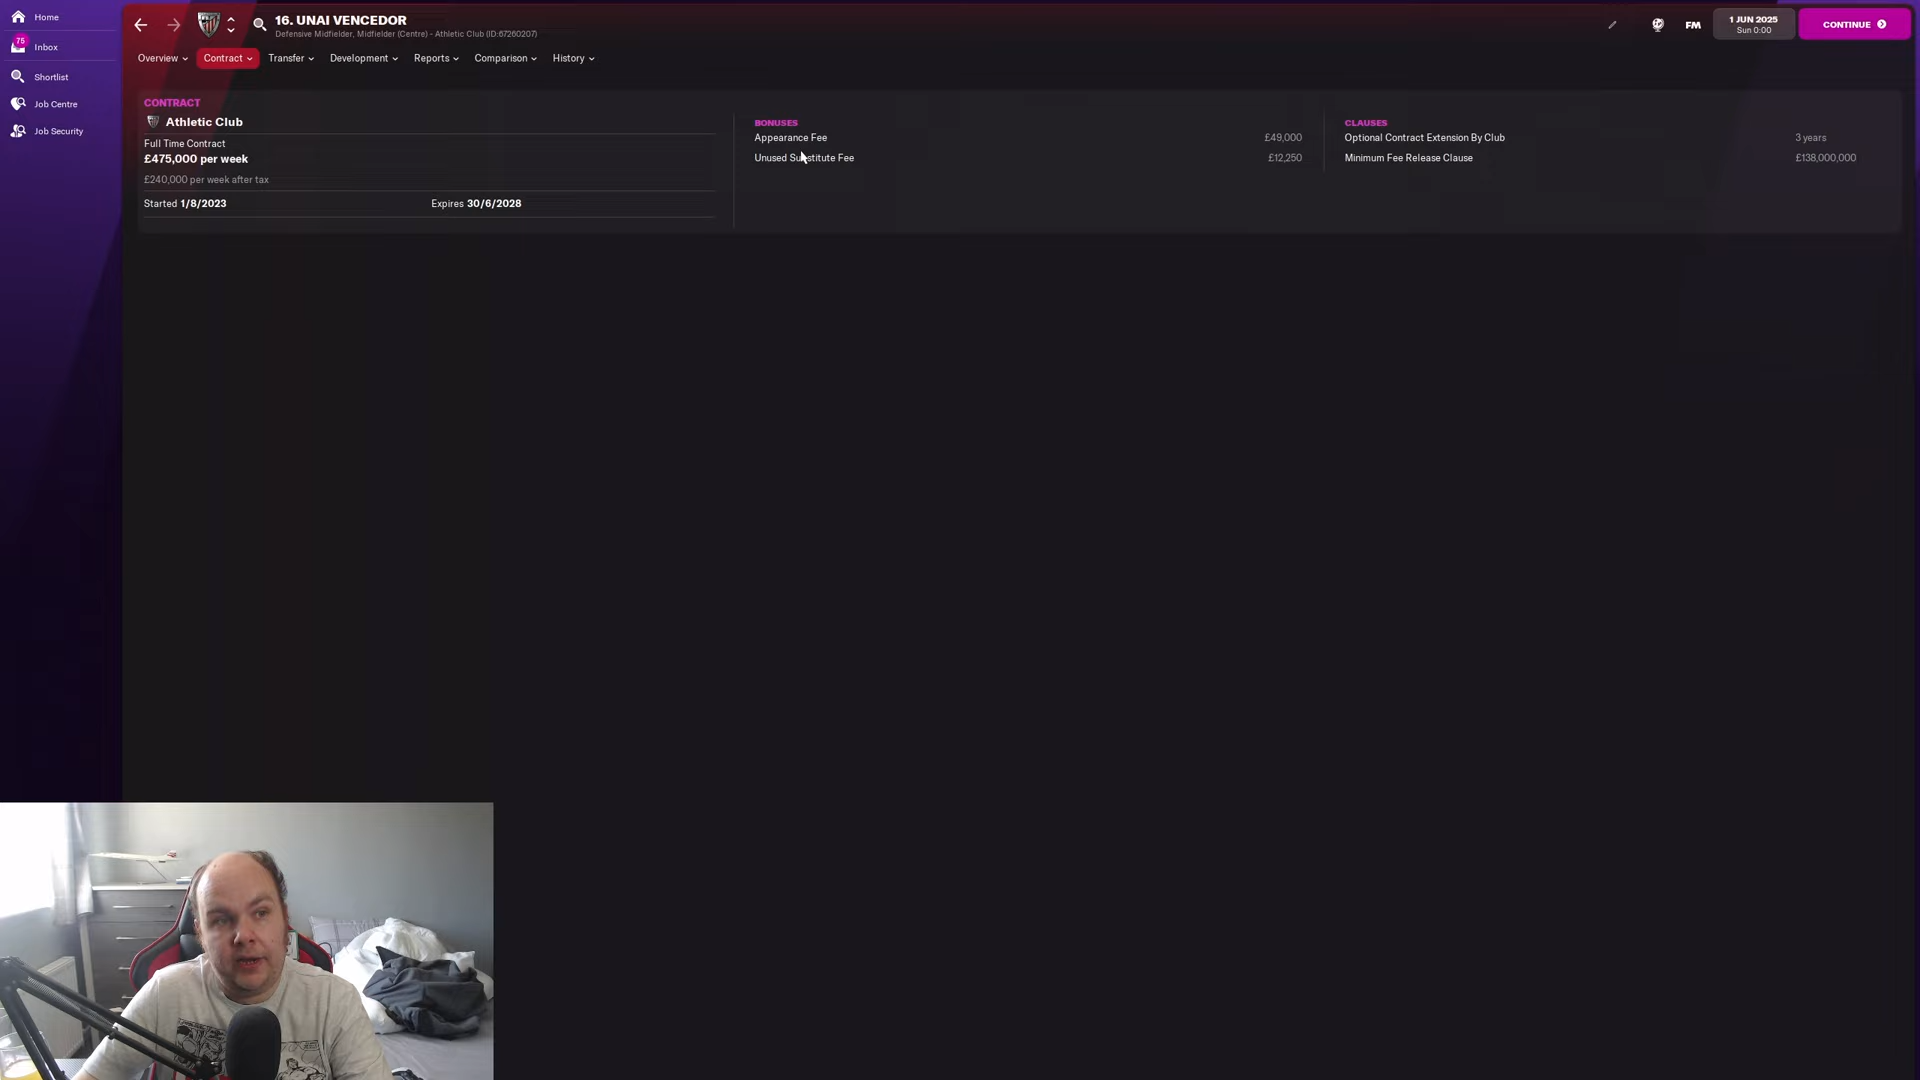 Home
75
Inbox
Shortlist
Job Centre
Job Security
16. UNAI VENCEDOR
Defensive Midfielder, Midfielder (Centre) - Athletic Club (ID:67260207)
FM
1 JUN 2025
Sun 0:00
CONTINUE
Overview
Contract
Transfer
Development
Reports
Comparison
History
CONTRACT
Athletic Club
Full Time Contract
£475,000 per week
£240,000 per week after tax
Started 1/8/2023
Expires 30/6/2028
BONUSES
Appearance Fee £49,000
Unused Substitute Fee £12,250
CLAUSES
Optional Contract Extension By Club 3 years
Minimum Fee Release Clause £138,000,000